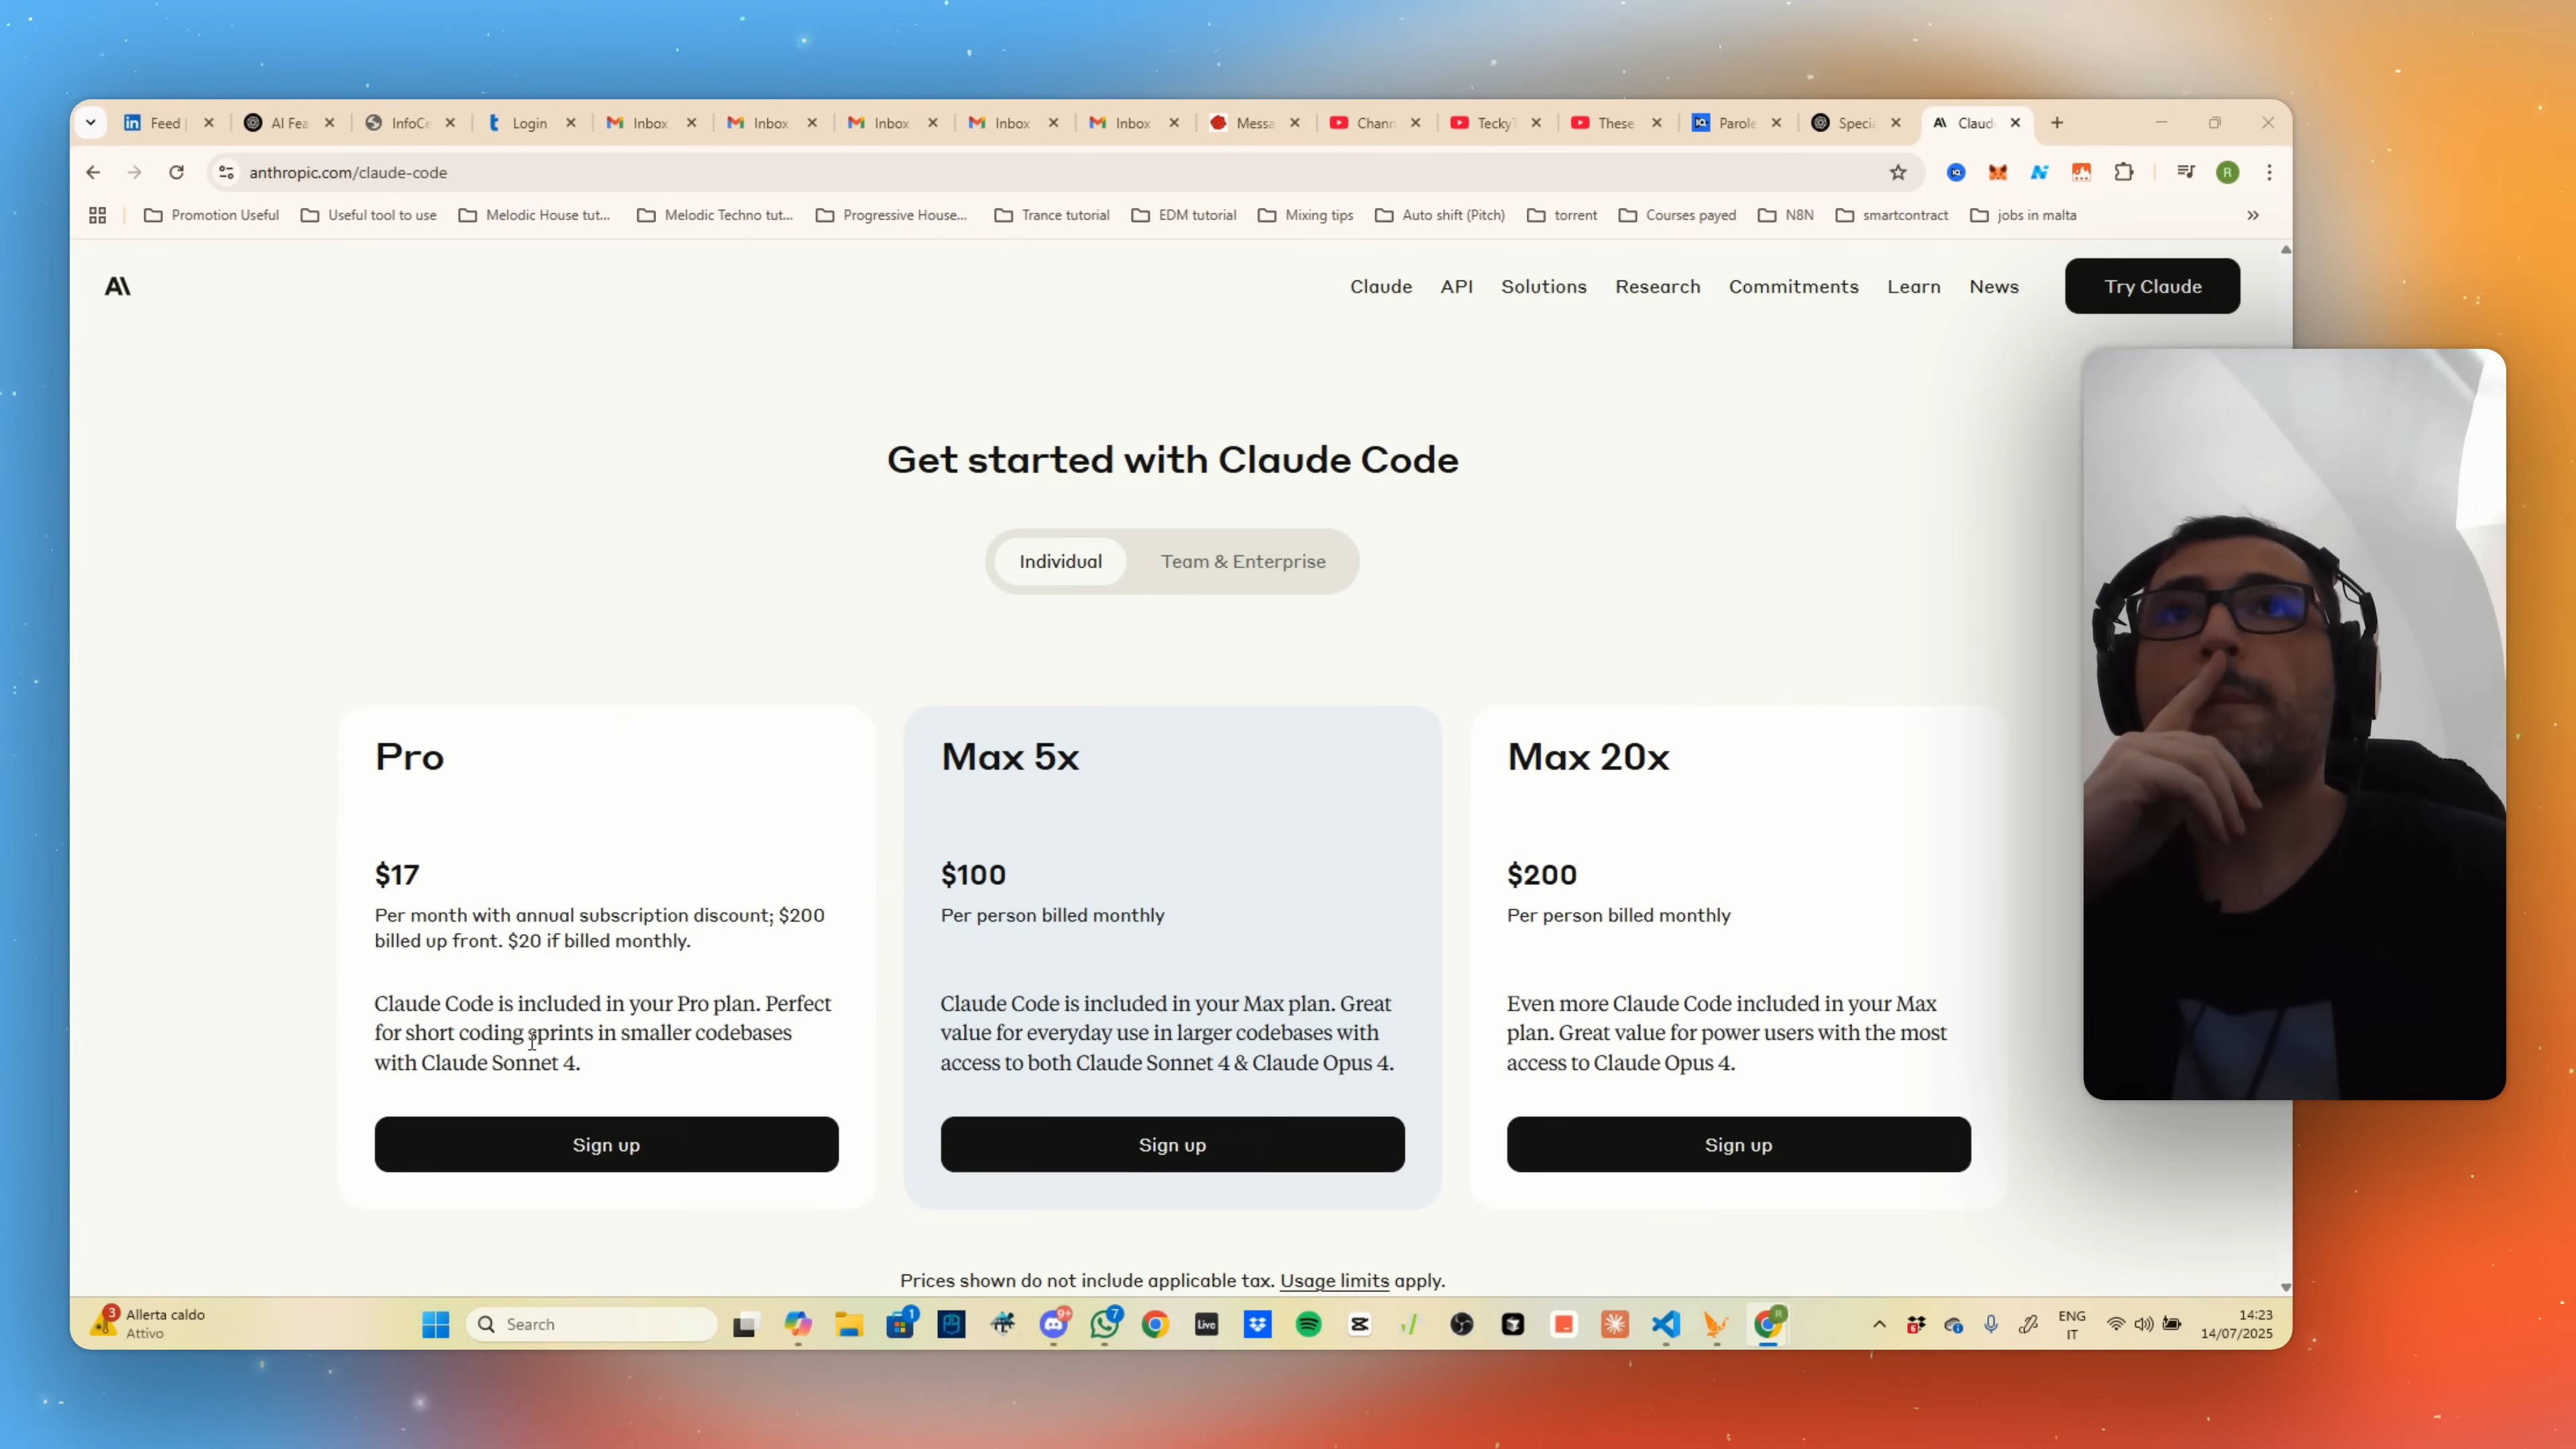 Feed
AI Fea
InfoCe
Login
Inbox
Inbox
Inbox
Inbox
Inbox
Messa
Chann
Tecky
These
Parole
Specia
Claud
anthropic.com/claude-code
Promotion Useful
Useful tool to use
Melodic House tut...
Melodic Techno tut...
Progressive House...
Trance tutorial
EDM tutorial
Mixing tips
Auto shift (Pitch)
torrent
Courses payed
N8N
smartcontract
jobs in malta
Claude
API
Solutions
Research
Commitments
Learn
News
Try Claude
Get started with Claude Code
Individual
Team & Enterprise
Pro
$17
Per month with annual subscription discount; $200
billed up front. $20 if billed monthly.
Claude Code is included in your Pro plan. Perfect
for short coding sprints in smaller codebases
with Claude Sonnet 4.
Sign up
Max 5x
$100
Per person billed monthly
Claude Code is included in your Max plan. Great
value for everyday use in larger codebases with
access to both Claude Sonnet 4 & Claude Opus 4.
Sign up
Max 20x
$200
Per person billed monthly
Even more Claude Code included in your Max
plan. Great value for power users with the most
access to Claude Opus 4.
Sign up
Prices shown do not include applicable tax. Usage limits apply.
3
Allerta caldo
Attivo
Search
1
9+
7
Live
R
ENG
IT
14:23
14/07/2025